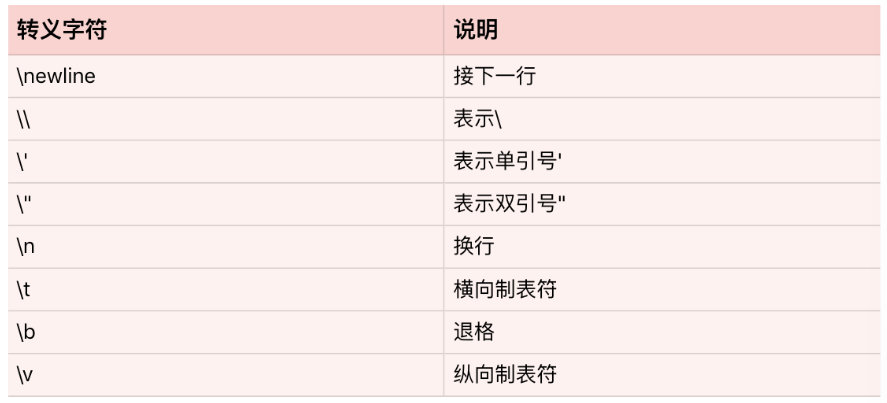 转义字符 说明
\newline 接下一行
\\ 表示\
\' 表示单引号'
\" 表示双引号"
\n 换行
\t 横向制表符
\b 退格
\v 纵向制表符